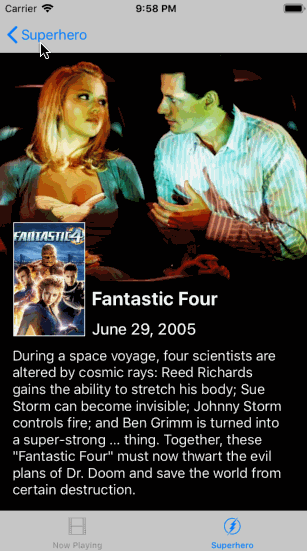 Carrier 9:58 PM
Superhero
FANTASTIC 4
Fantastic Four
June 29, 2005
During a space voyage, four scientists are
altered by cosmic rays: Reed Richards
gains the ability to stretch his body; Sue
Storm can become invisible; Johnny Storm
controls fire; and Ben Grimm is turned into
a super-strong … thing. Together, these
"Fantastic Four" must now thwart the evil
plans of Dr. Doom and save the world from
certain destruction.
Now Playing Superhero